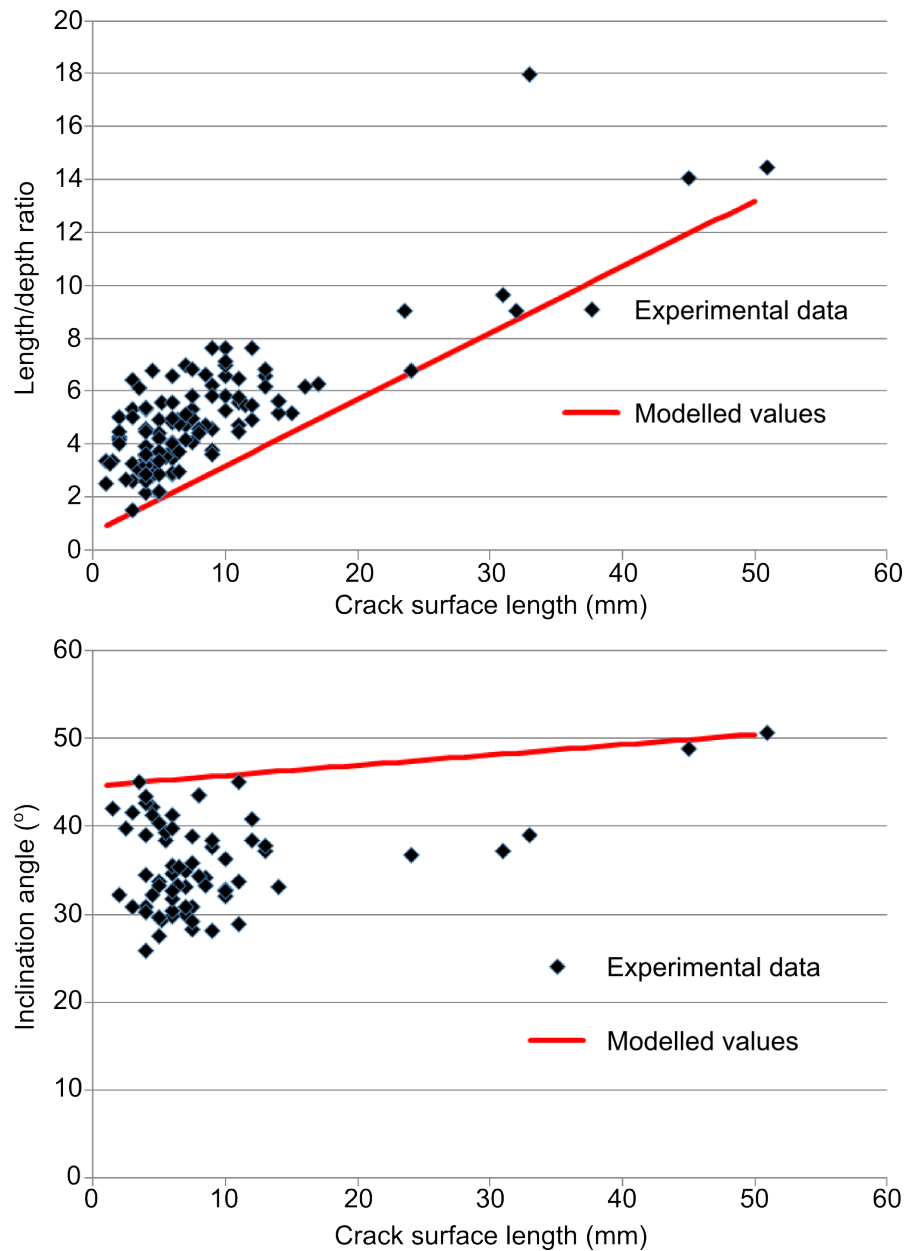 20
18
16
14
12
10
8
6
4
2
0
Length/depth ratio
Experimental data
Modelled values
0 10 20 30 40 50 60
Crack surface length (mm)
60
50
40
30
20
10
0
Inclination angle (°)
Experimental data
Modelled values
0 10 20 30 40 50 60
Crack surface length (mm)